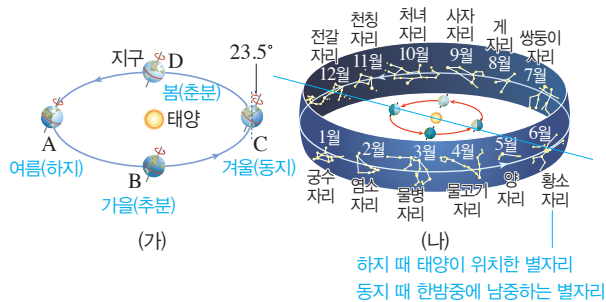 지구 D
23.5°
봄(춘분)
태양
A
C
여름(하지)
B
겨울(동지)
가을(추분)
(가)
전갈
자리
천칭
자리
처녀
자리
사자
자리
게
자리
쌍둥이
자리
12월 11월 10월 9월 8월 7월
1월 2월 3월 4월 5월 6월
궁수
자리
염소
자리
물병
자리
물고기
자리
양
자리
황소
자리
(나)
하지 때 태양이 위치한 별자리
동지 때 한밤중에 남중하는 별자리